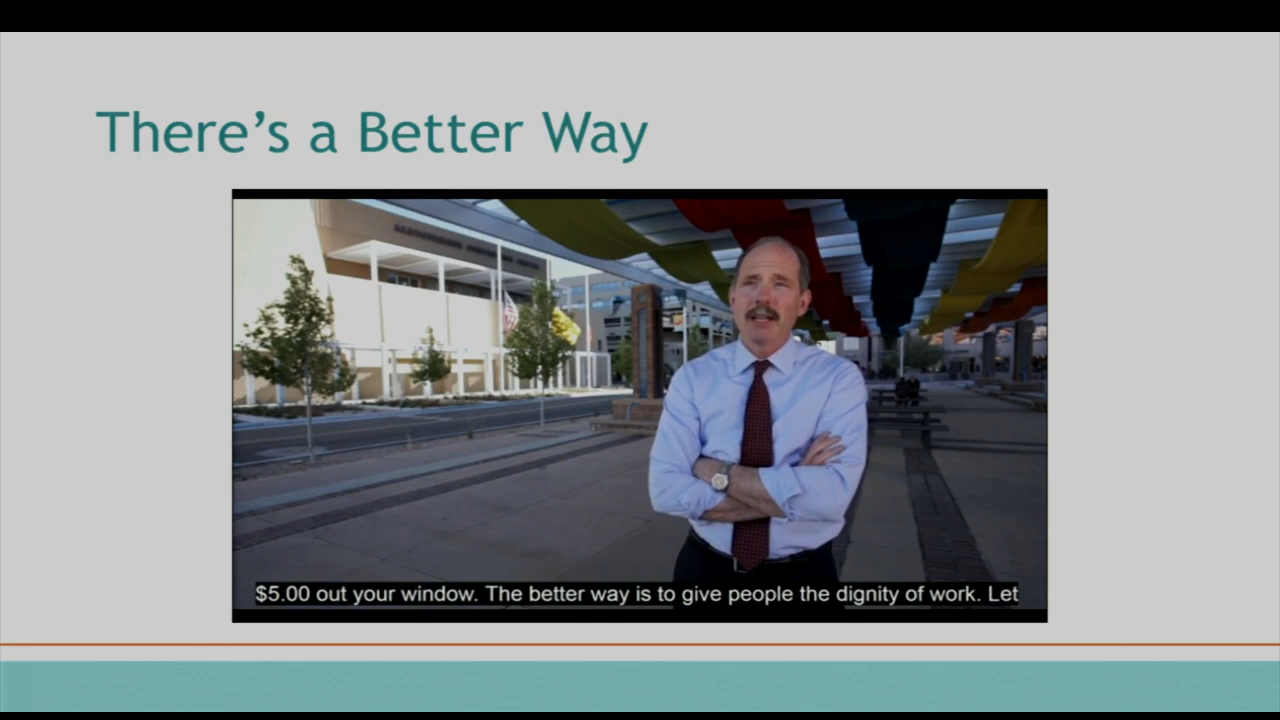 There's a Better Way
$5.00 out your window. The better way is to give people the dignity of work. Let